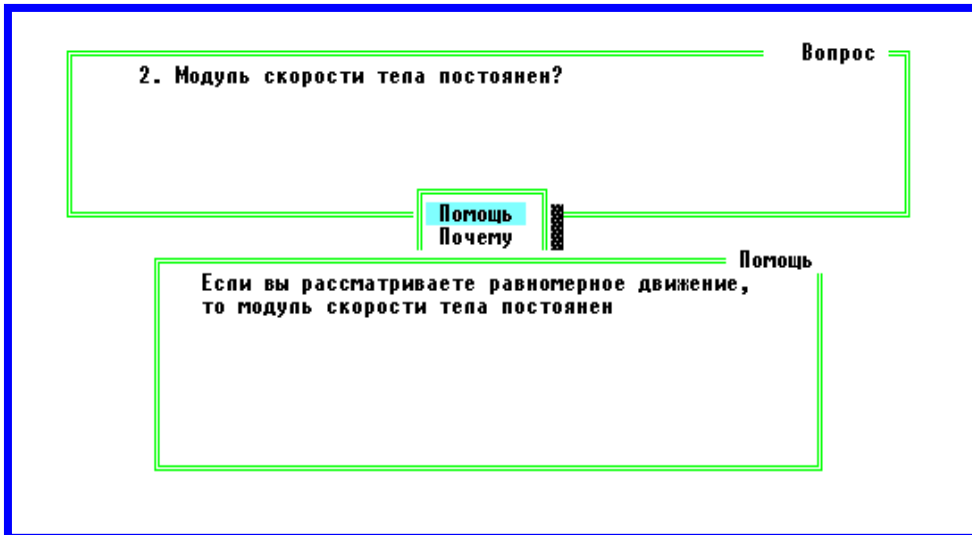 Вопрос
2. Модуль скорости тела постоянен?
Помощь
Почему
Помощь
Если вы рассматриваете равномерное движение,
то модуль скорости тела постоянен